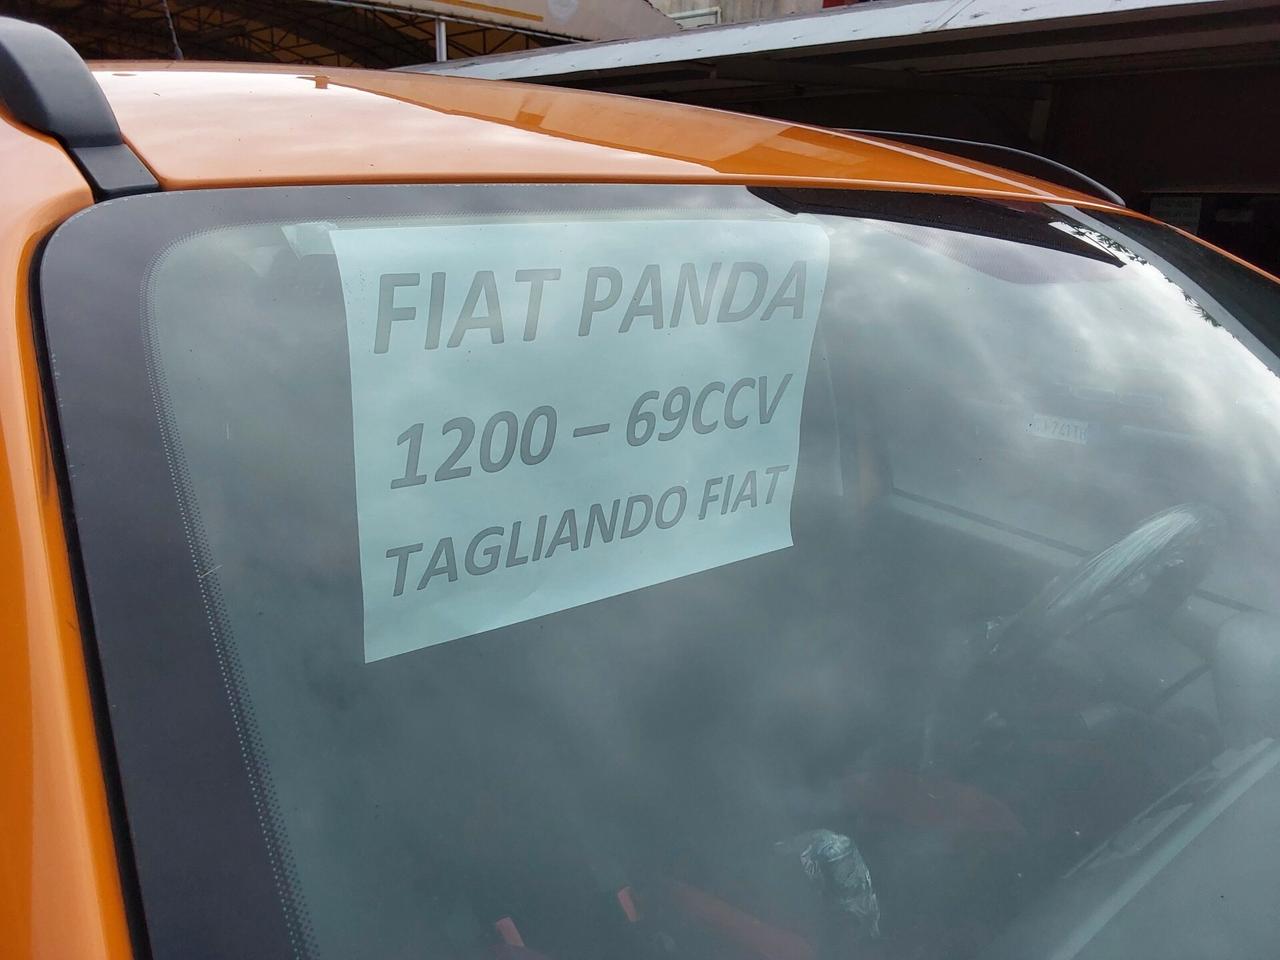 FIAT PANDA
1200 – 69CCV
TAGLIANDO FIAT